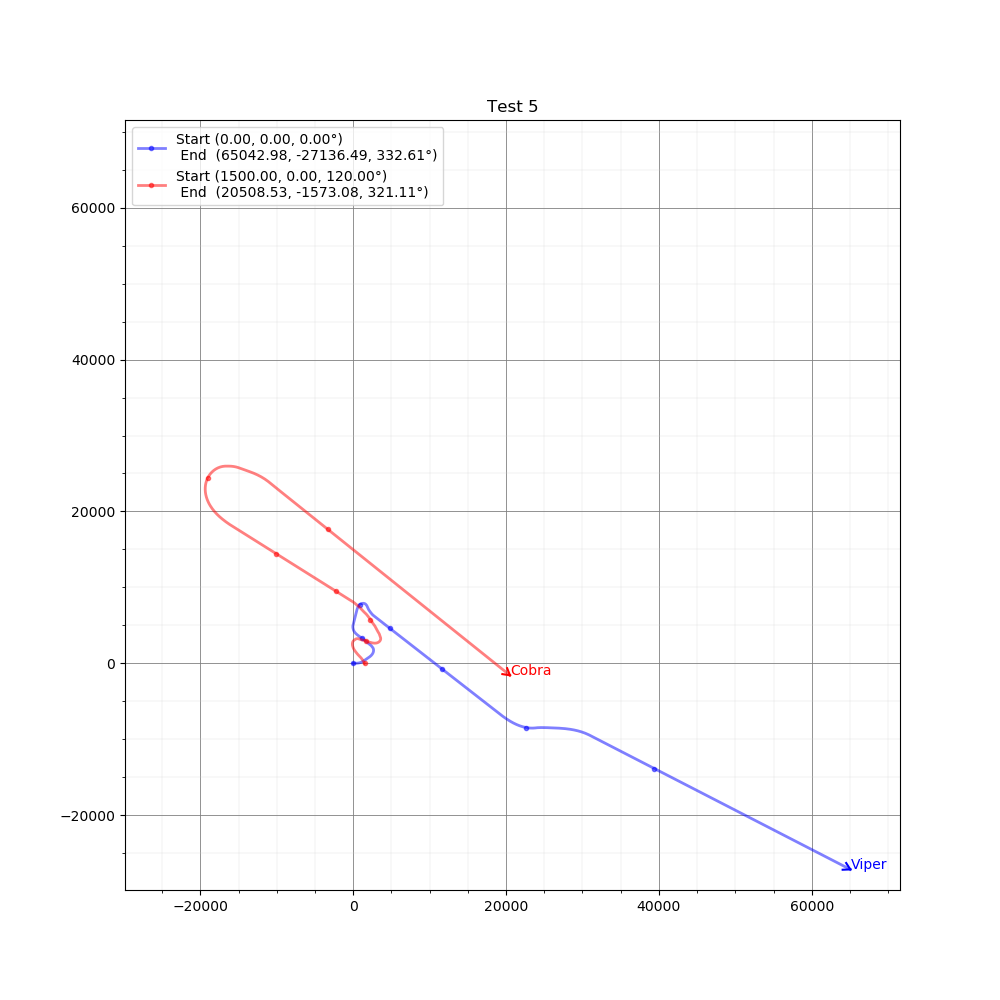 Test 5
Start (0.00, 0.00, 0.00°)
End  (65042.98, -27136.49, 332.61°)
Start (1500.00, 0.00, 120.00°)
End  (20508.53, -1573.08, 321.11°)
60000
40000
20000
0
−20000
Cobra
Viper
−20000 0 20000 40000 60000